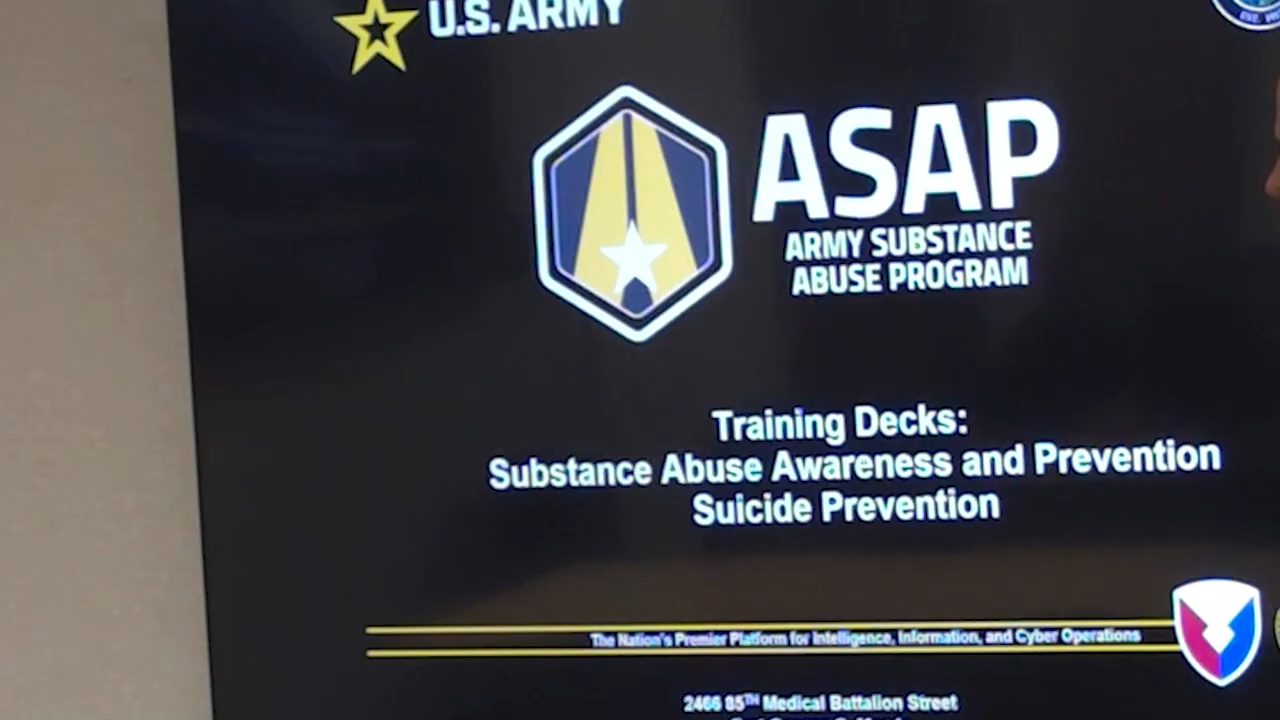 U.S. ARMY
ASAP
ARMY SUBSTANCE
ABUSE PROGRAM
Training Decks:
Substance Abuse Awareness and Prevention
Suicide Prevention
The Nation's Premier Platform for Intelligence, Information, and Cyber Operations
2466 85TH Medical Battalion Street